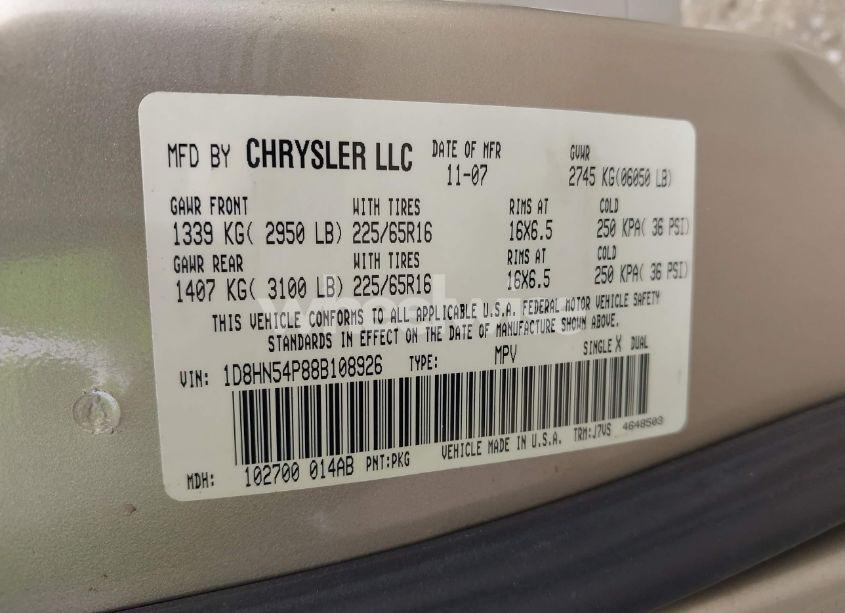 MFD BY CHRYSLER LLC DATE OF MFR 11-07 GVWR 2745 KG(06050 LB)
GAWR FRONT WITH TIRES RIMS AT COLD
1339 KG( 2950 LB) 225/65R16 16X6.5 250 KPA( 36 PSI)
GAWR REAR WITH TIRES RIMS AT COLD
1407 KG( 3100 LB) 225/65R16 16X6.5 250 KPA( 36 PSI)
THIS VEHICLE CONFORMS TO ALL APPLICABLE U.S.A. FEDERAL MOTOR VEHICLE SAFETY
STANDARDS IN EFFECT ON THE DATE OF MANUFACTURE SHOWN ABOVE.
VIN: 1D8HN54P88B108926 TYPE: MPV SINGLE X DUAL
MDH: 102700 014AB PNT:PKG VEHICLE MADE IN U.S.A. TRM:J7VS 4648503